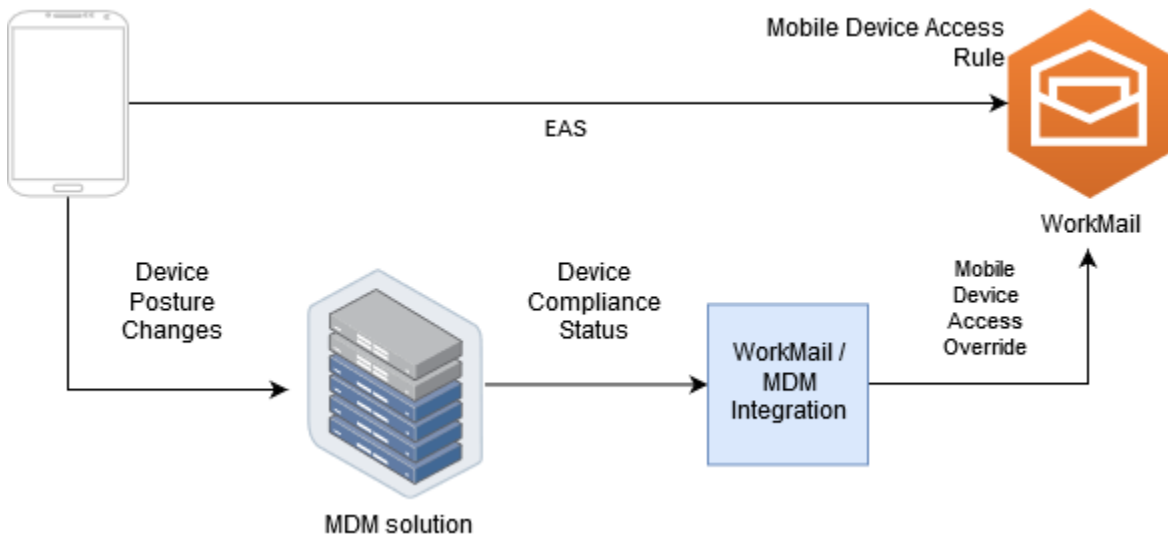 Mobile Device Access
Rule
EAS
WorkMail
Device
Posture
Changes
Device
Compliance
Status
Mobile
Device
Access
Override
WorkMail /
MDM
Integration
MDM solution